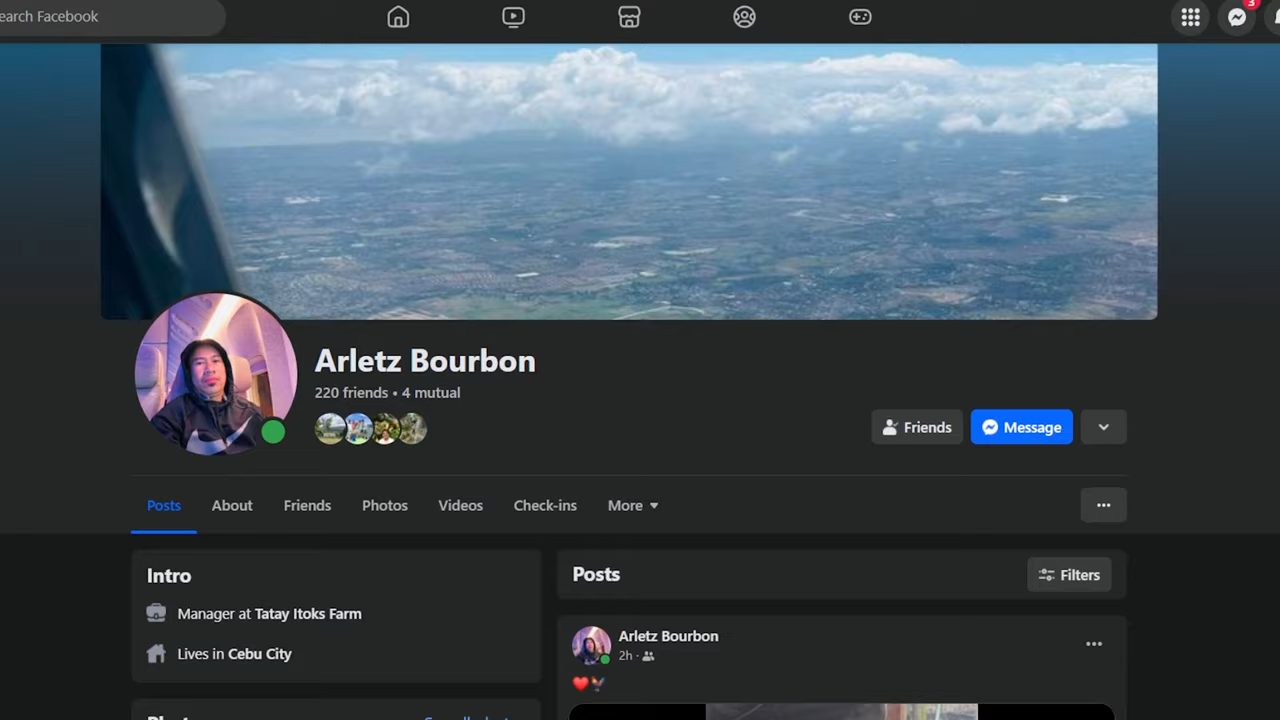 earch Facebook
3
Arletz Bourbon
220 friends • 4 mutual
Friends
Message
Posts
About
Friends
Photos
Videos
Check-ins
More
Intro
Posts
Filters
Manager at Tatay Itoks Farm
Lives in Cebu City
Arletz Bourbon
2h ·